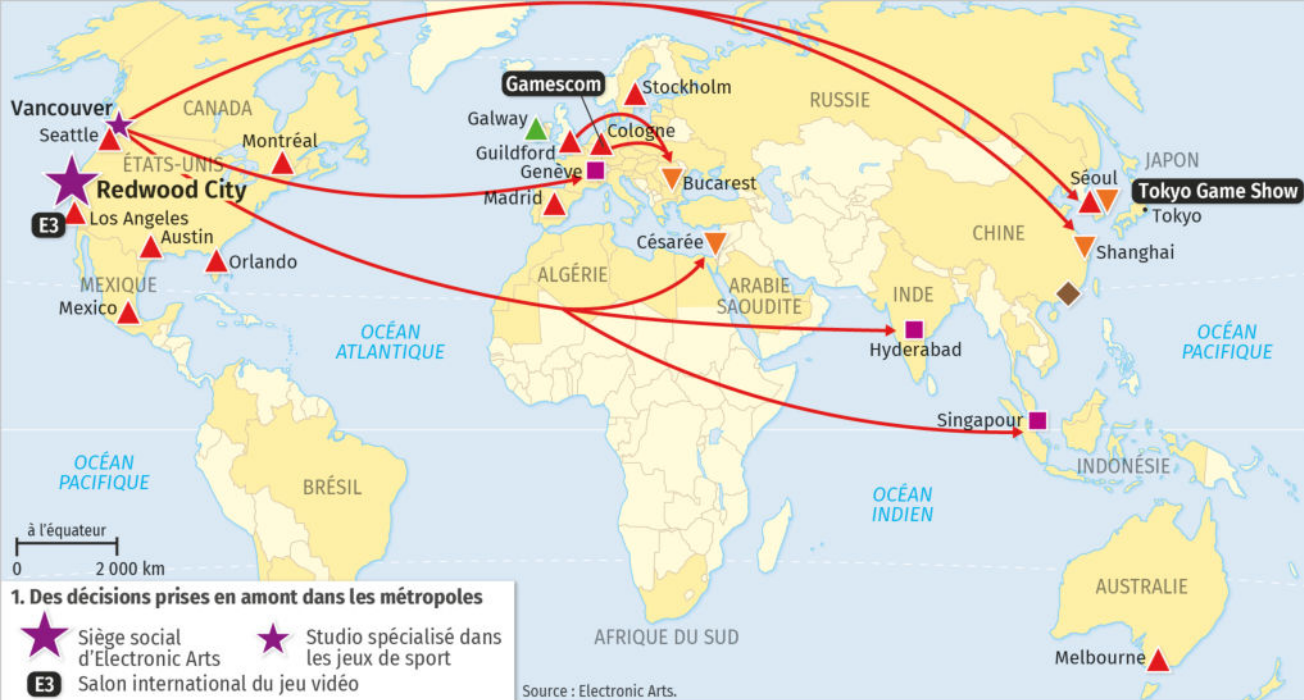 Vancouver
CANADA
Seattle
Montréal
ÉTATS-UNIS
Redwood City
E3
Los Angeles
Austin
Orlando
MEXIQUE
Mexico
OCÉAN
ATLANTIQUE
OCÉAN
PACIFIQUE
BRÉSIL
Gamescom
Stockholm
Galway
Cologne
Guildford
Genève
Madrid
Bucarest
Césarée
ALGÉRIE
ARABIE
SAOUDITE
AFRIQUE DU SUD
RUSSIE
CHINE
INDE
Hyderabad
JAPON
Séoul
Tokyo Game Show
Tokyo
Shanghai
OCÉAN
PACIFIQUE
Singapour
INDONÉSIE
OCÉAN
INDIEN
AUSTRALIE
Melbourne
à l'équateur
0 2 000 km
1. Des décisions prises en amont dans les métropoles
Siège social
d'Electronic Arts
Studio spécialisé dans
les jeux de sport
E3 Salon international du jeu vidéo
Source : Electronic Arts.